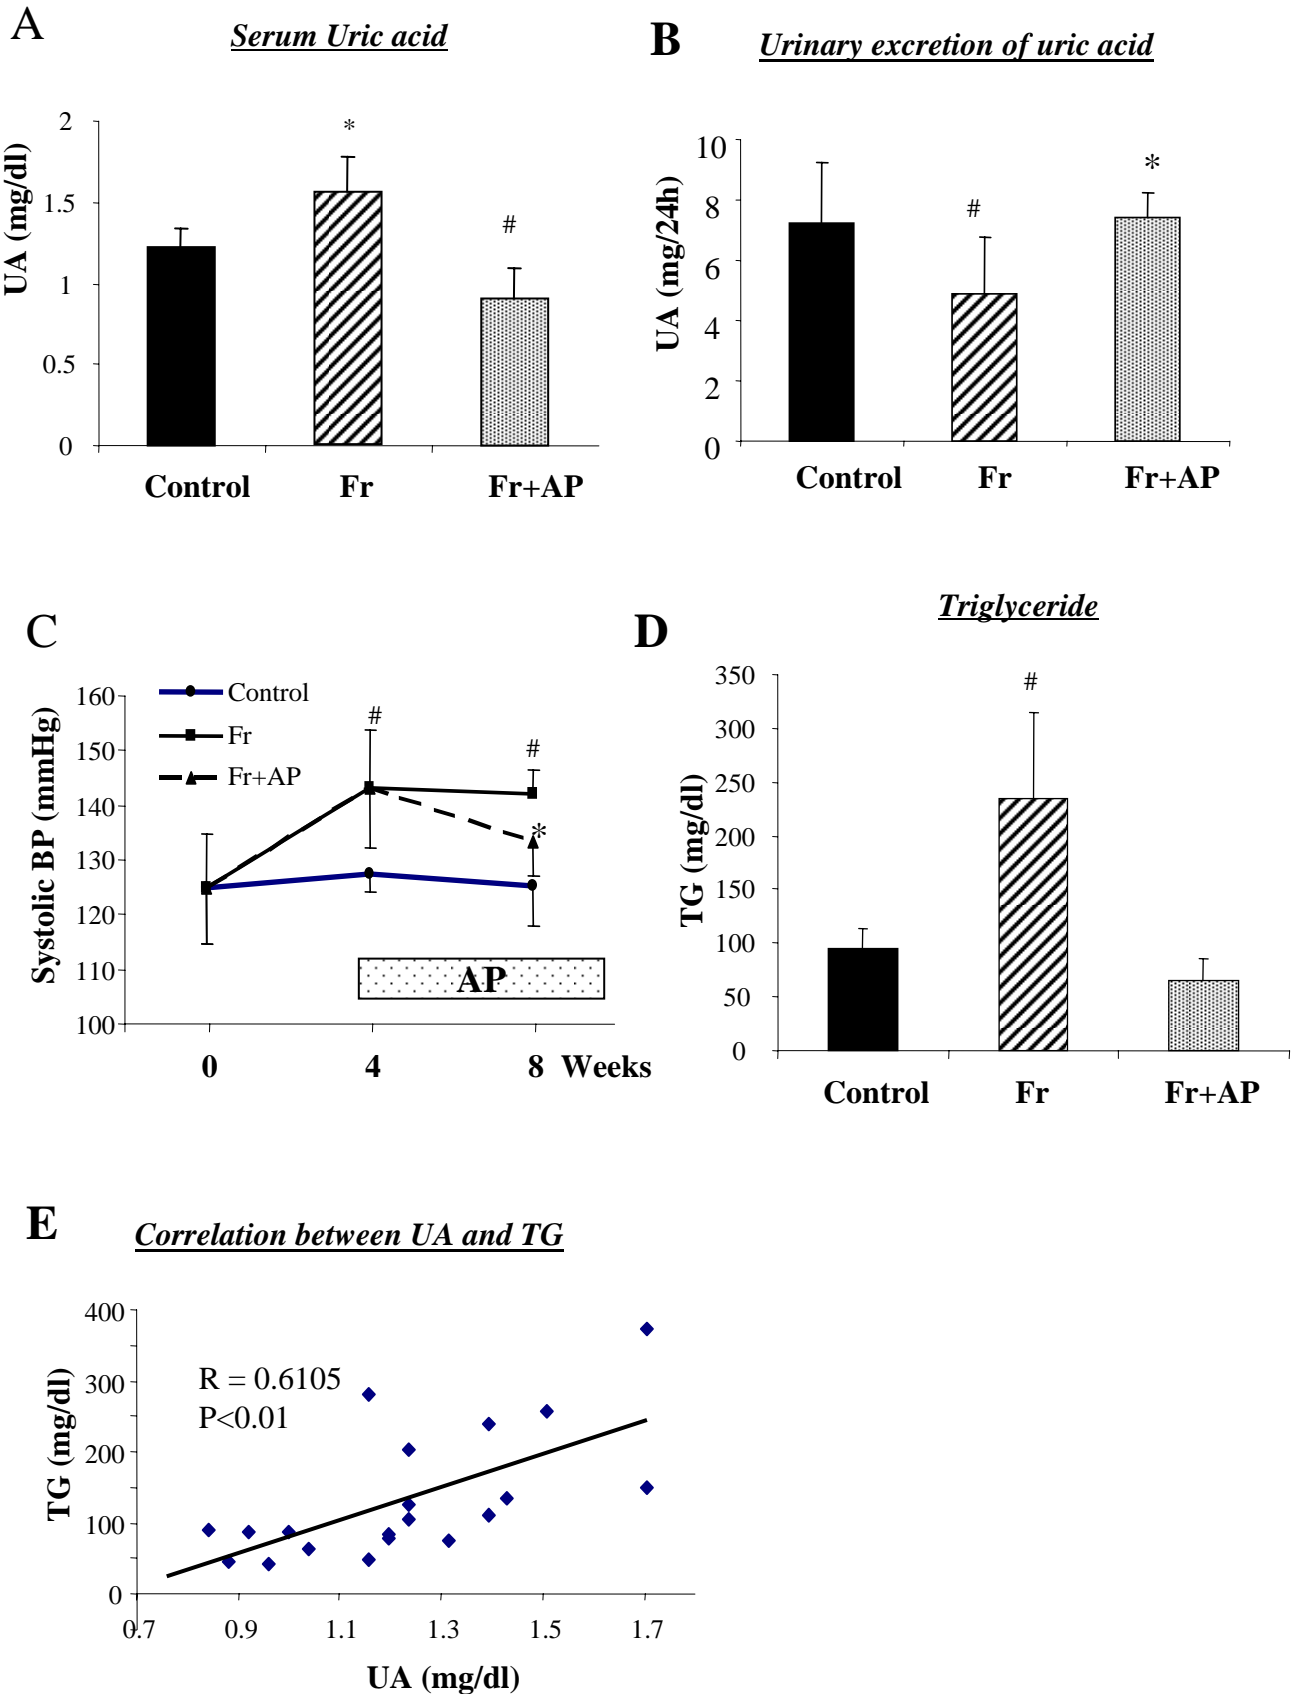 A
Serum Uric acid
UA (mg/dl)
2
1.5
1
0.5
0
*
#
Control Fr Fr+AP
B
Urinary excretion of uric acid
UA (mg/24h)
10
8
6
4
2
0
#
*
Control Fr Fr+AP
C
Systolic BP (mmHg)
160
150
140
130
120
110
100
Control
Fr
Fr+AP
#
#
*
AP
0 4 8 Weeks
D
Triglyceride
TG (mg/dl)
350
300
250
200
150
100
50
0
#
Control Fr Fr+AP
E
Correlation between UA and TG
TG (mg/dl)
400
300
200
100
0
R = 0.6105
P<0.01
0.7 0.9 1.1 1.3 1.5 1.7
UA (mg/dl)